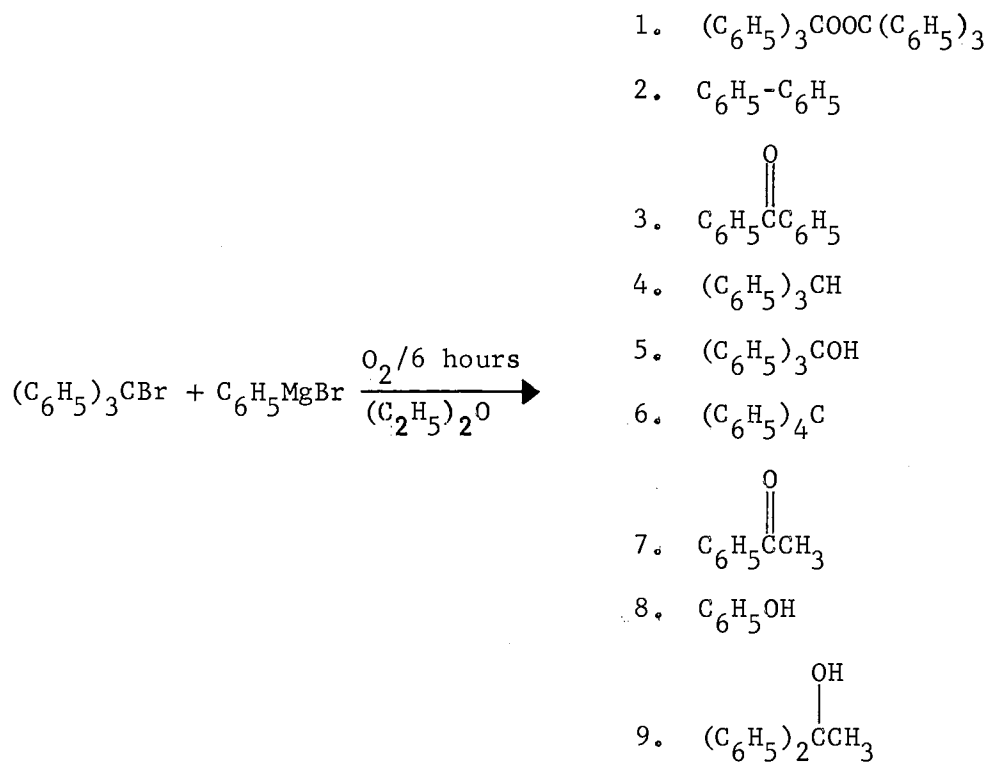 1. (C₆H₅)₃COOC(C₆H₅)₃
2. C₆H₅-C₆H₅
O
3. C₆H₅CC₆H₅
4. (C₆H₅)₃CH
(C₆H₅)₃CBr + C₆H₅MgBr
O₂/6 hours
(C₂H₅)₂O
5. (C₆H₅)₃COH
6. (C₆H₅)₄C
O
7. C₆H₅CCH₃
8. C₆H₅OH
OH
9. (C₆H₅)₂CCH₃